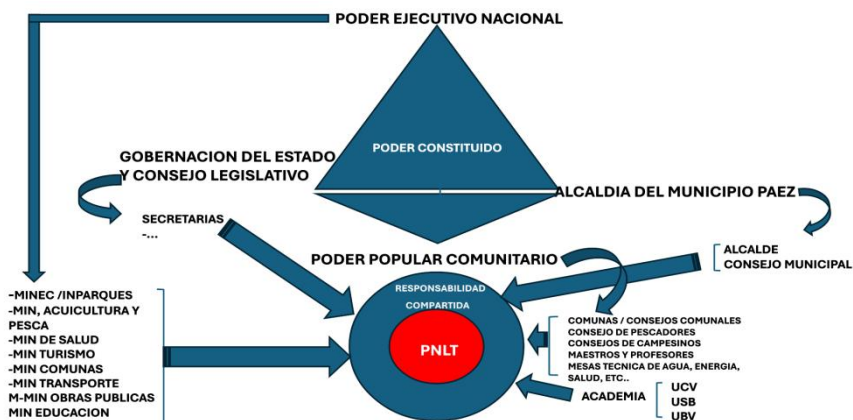 PODER EJECUTIVO NACIONAL
PODER CONSTITUIDO
GOBERNACION DEL ESTADO
Y CONSEJO LEGISLATIVO
ALCALDIA DEL MUNICIPIO PAEZ
SECRETARIAS
-...
ALCALDE
CONSEJO MUNICIPAL
PODER POPULAR COMUNITARIO
RESPONSABILIDAD
COMPARTIDA
PNLT
-MINEC /INPARQUES
-MIN, ACUICULTURA Y
PESCA
-MIN DE SALUD
-MIN TURISMO
-MIN COMUNAS
-MIN TRANSPORTE
M-MIN OBRAS PUBLICAS
MIN EDUCACION
COMUNAS / CONSEJOS COMUNALES
CONSEJO DE PESCADORES
CONSEJOS DE CAMPESINOS
MAESTROS Y PROFESORES
MESAS TECNICA DE AGUA, ENERGIA,
SALUD, ETC..
ACADEMIA
UCV
USB
UBV